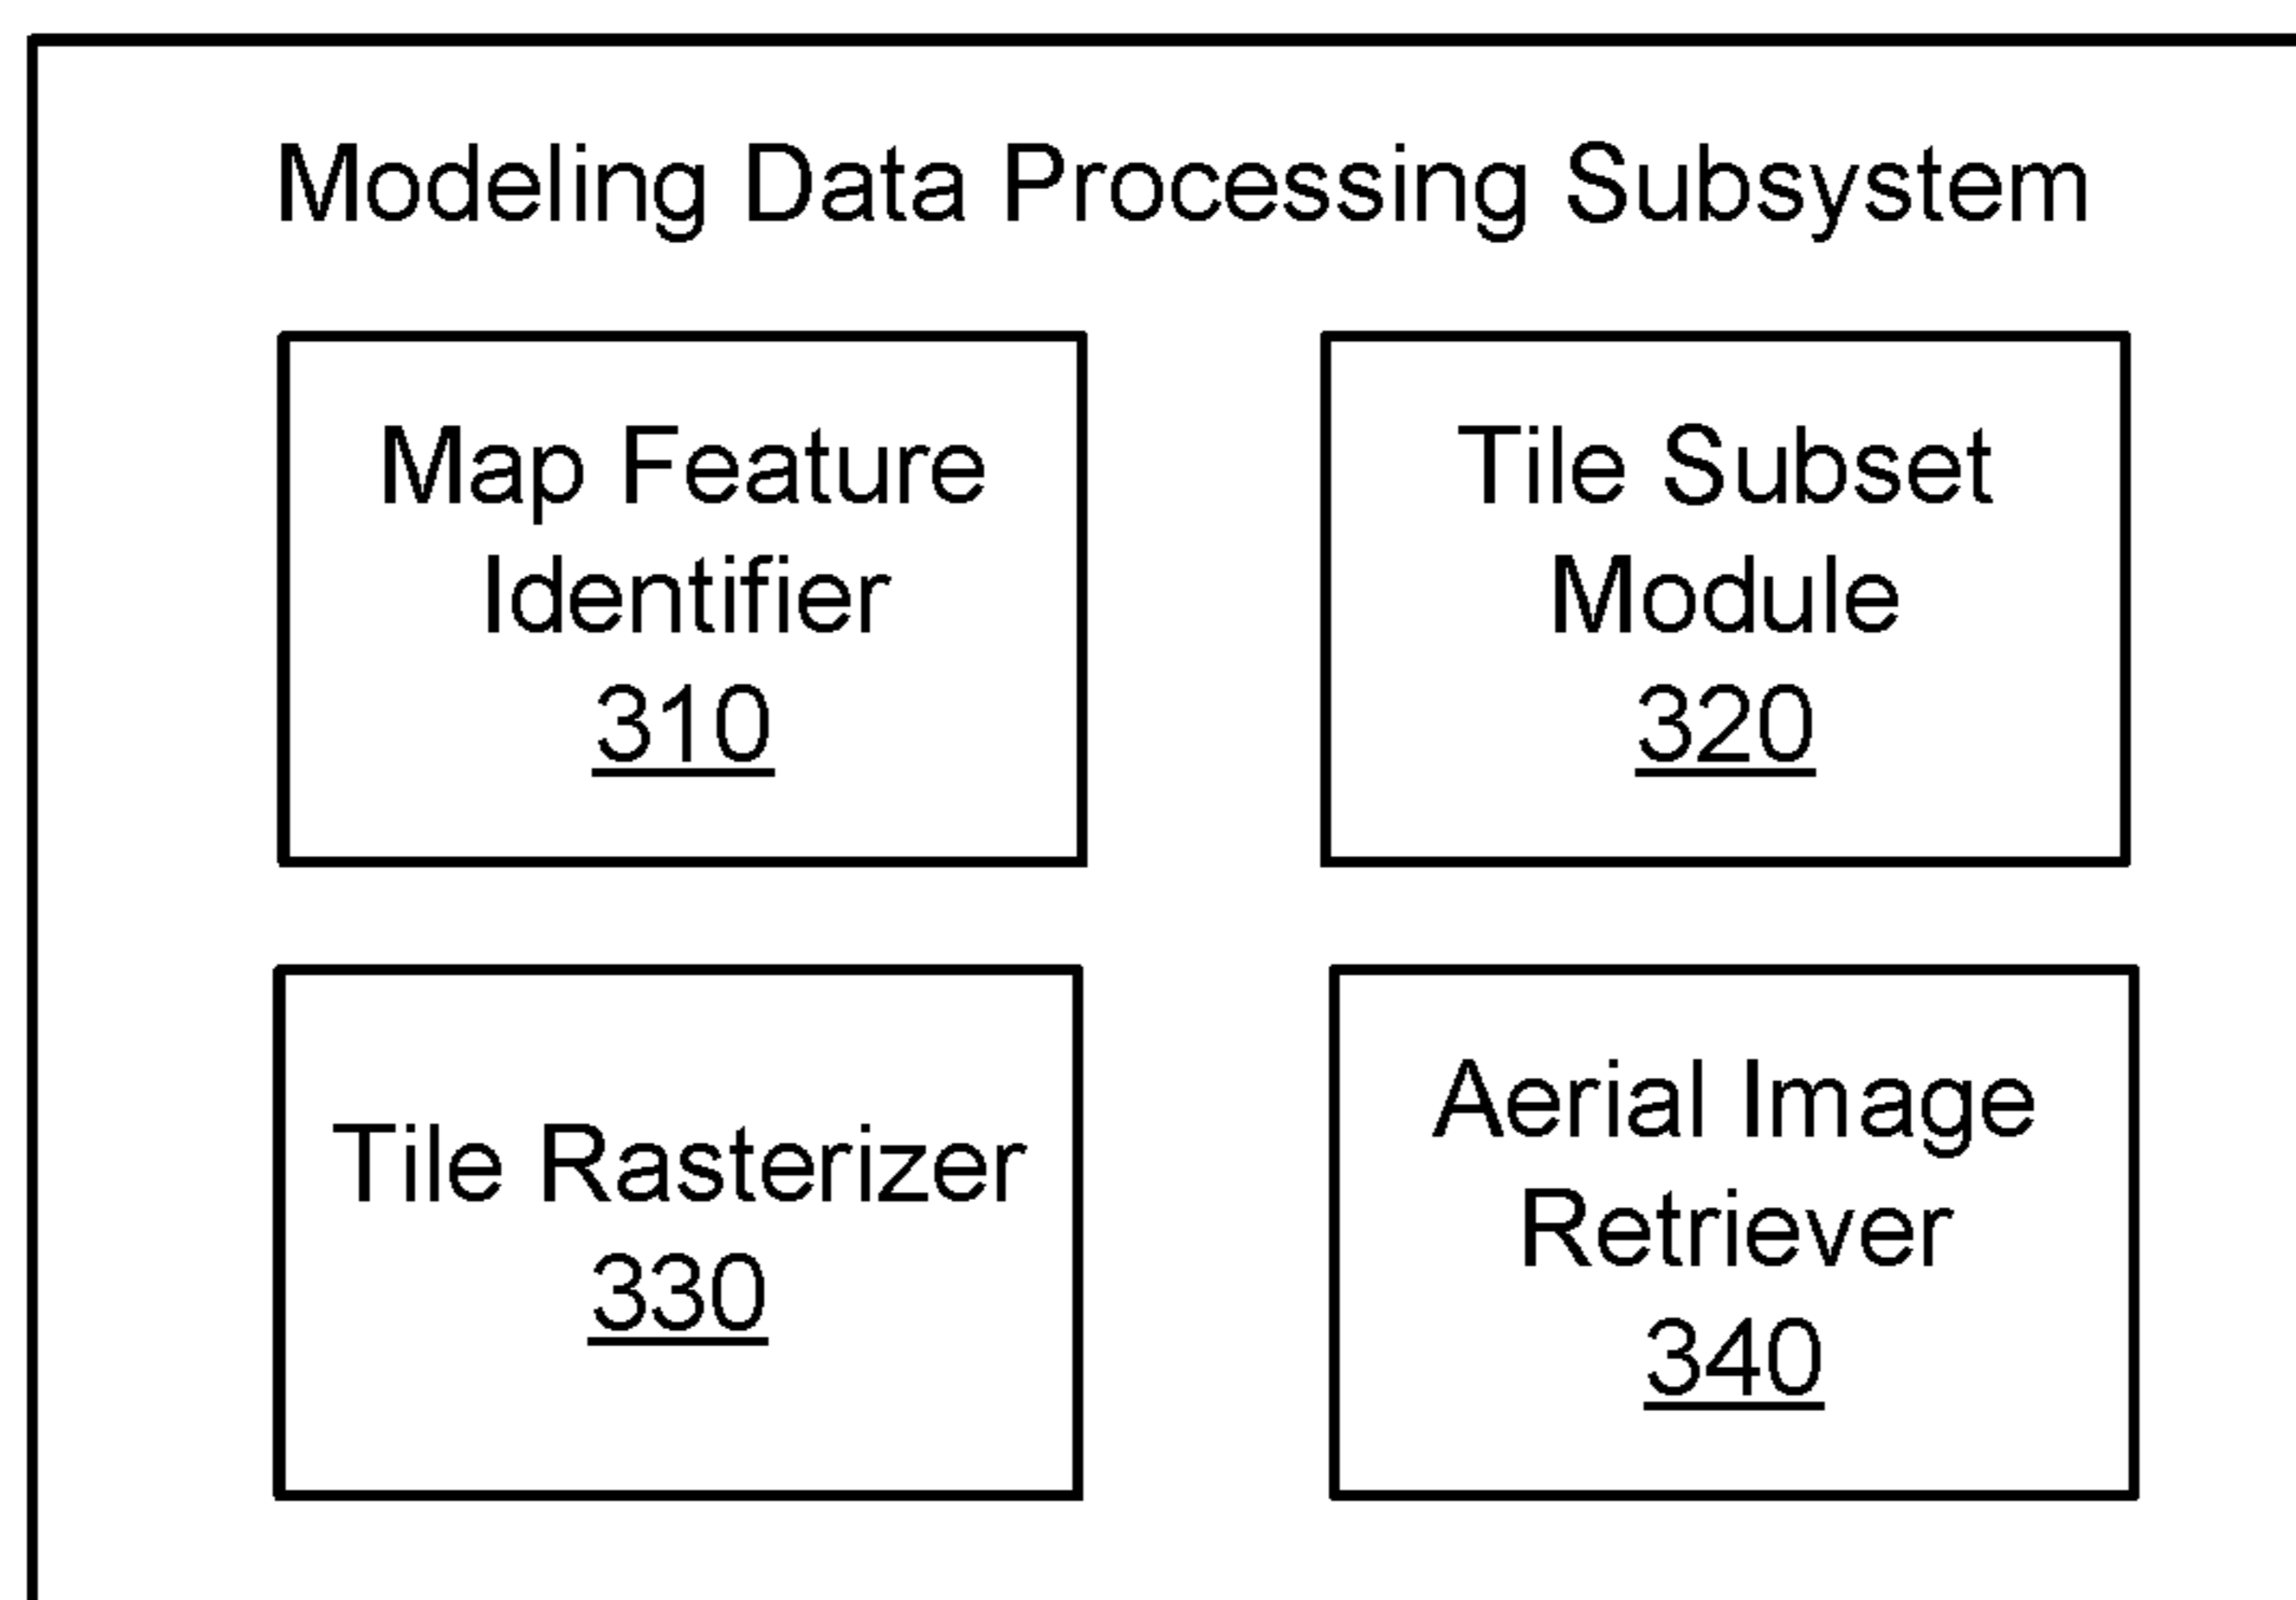 Modeling Data Processing Subsystem
Map Feature
Identifier
310
Tile Subset
Module
320
Tile Rasterizer
330
Aerial Image
Retriever
340